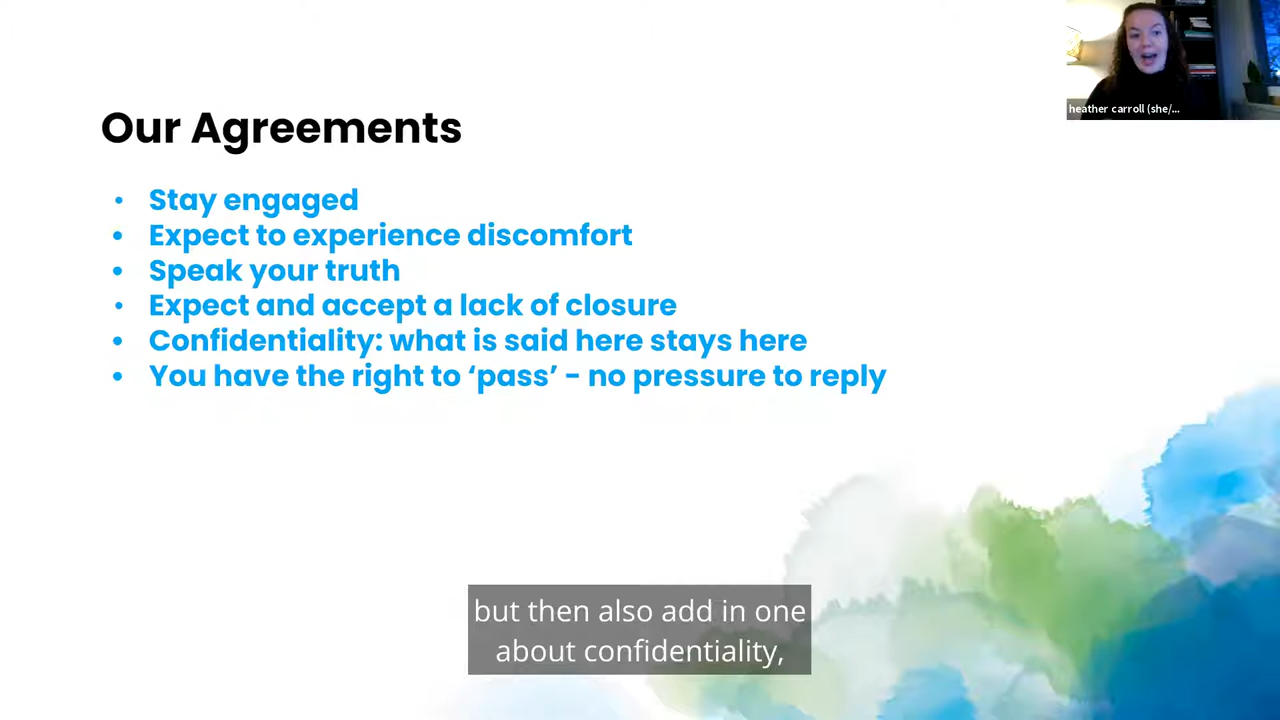 heather carroll (she/...
Our Agreements
• Stay engaged
• Expect to experience discomfort
• Speak your truth
• Expect and accept a lack of closure
• Confidentiality: what is said here stays here
• You have the right to ‘pass’ - no pressure to reply
but then also add in one
about confidentiality,